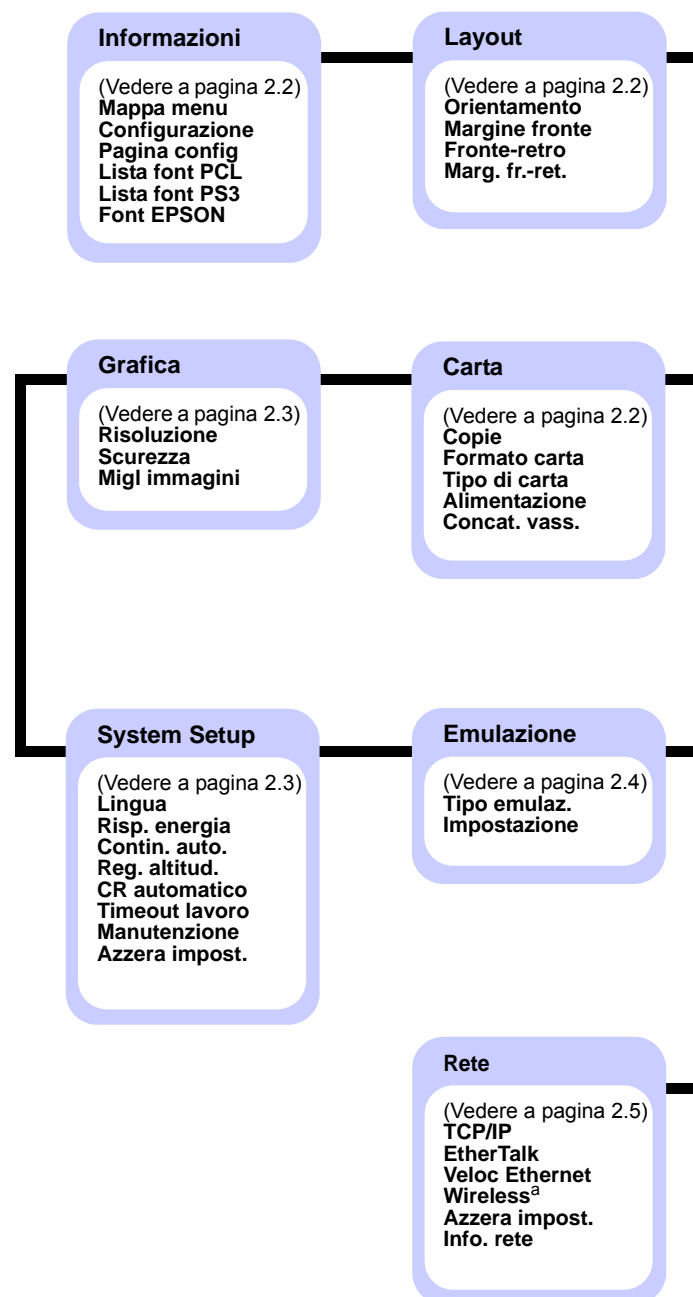 Informazioni
(Vedere a pagina 2.2)
Mappa menu
Configurazione
Pagina config
Lista font PCL
Lista font PS3
Font EPSON
Layout
(Vedere a pagina 2.2)
Orientamento
Margine fronte
Fronte-retro
Marg. fr.-ret.
Grafica
(Vedere a pagina 2.3)
Risoluzione
Scurezza
Migl immagini
Carta
(Vedere a pagina 2.2)
Copie
Formato carta
Tipo di carta
Alimentazione
Concat. vass.
System Setup
(Vedere a pagina 2.3)
Lingua
Risp. energia
Contin. auto.
Reg. altitud.
CR automatico
Timeout lavoro
Manutenzione
Azzera impost.
Emulazione
(Vedere a pagina 2.4)
Tipo emulaz.
Impostazione
Rete
(Vedere a pagina 2.5)
TCP/IP
EtherTalk
Veloc Ethernet
Wirelessa
Azzera impost.
Info. rete